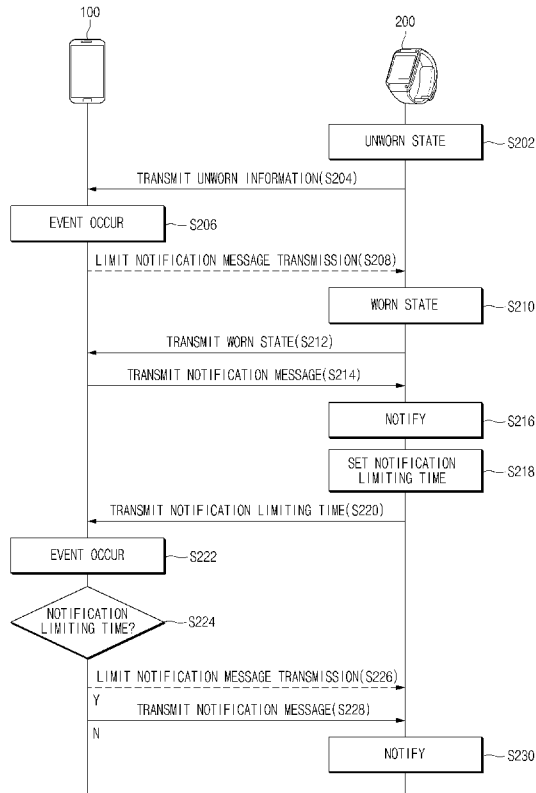 100
200
UNWORN STATE
S202
TRANSMIT UNWORN INFORMATION(S204)
EVENT OCCUR
S206
LIMIT NOTIFICATION MESSAGE TRANSMISSION(S208)
WORN STATE
S210
TRANSMIT WORN STATE(S212)
TRANSMIT NOTIFICATION MESSAGE(S214)
NOTIFY
S216
SET NOTIFICATION
LIMITING TIME
S218
TRANSMIT NOTIFICATION LIMITING TIME(S220)
EVENT OCCUR
S222
NOTIFICATION
LIMITING TIME?
S224
LIMIT NOTIFICATION MESSAGE TRANSMISSION(S226)
Y
TRANSMIT NOTIFICATION MESSAGE(S228)
N
NOTIFY
S230